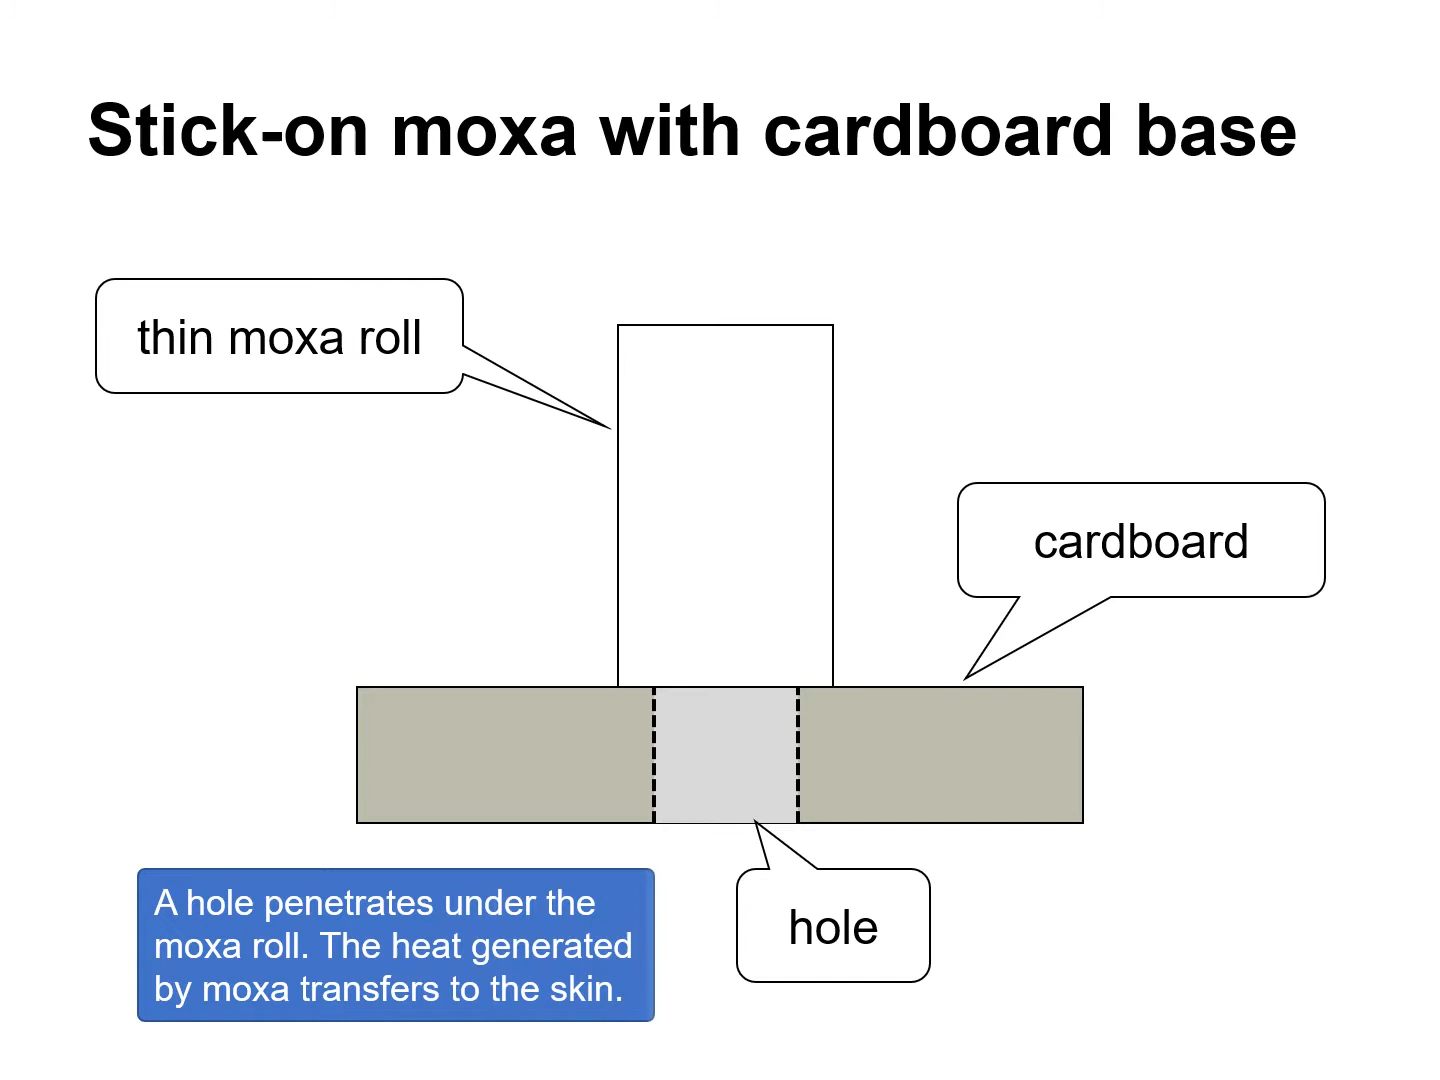 Stick-on moxa with cardboard base
thin moxa roll
cardboard
A hole penetrates under the
moxa roll. The heat generated
by moxa transfers to the skin.
hole